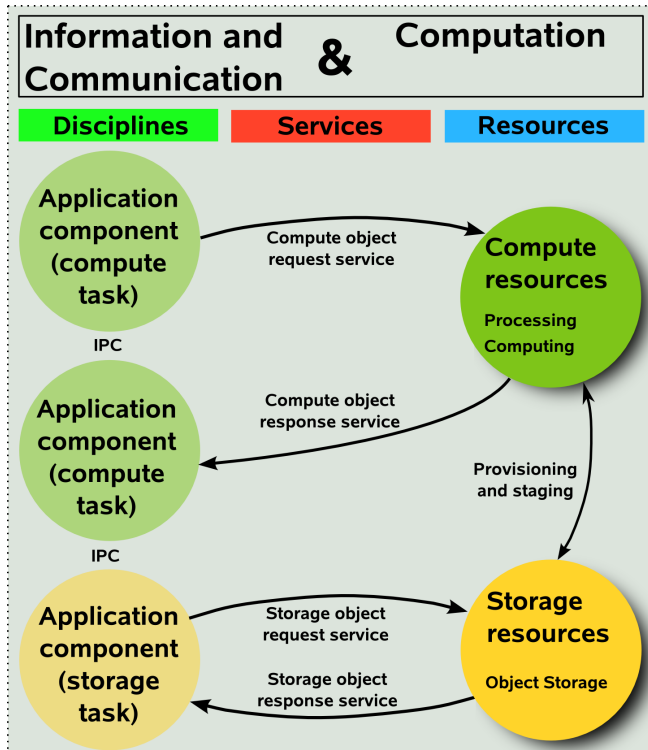 Information and
Communication
&
Computation
Disciplines
Services
Resources
Application
component
(compute
task)
Compute object
request service
Compute
resources
Processing
Computing
IPC
Application
component
(compute
task)
Compute object
response service
Provisioning
and staging
IPC
Application
component
(storage
task)
Storage object
request service
Storage object
response service
Storage
resources
Object Storage